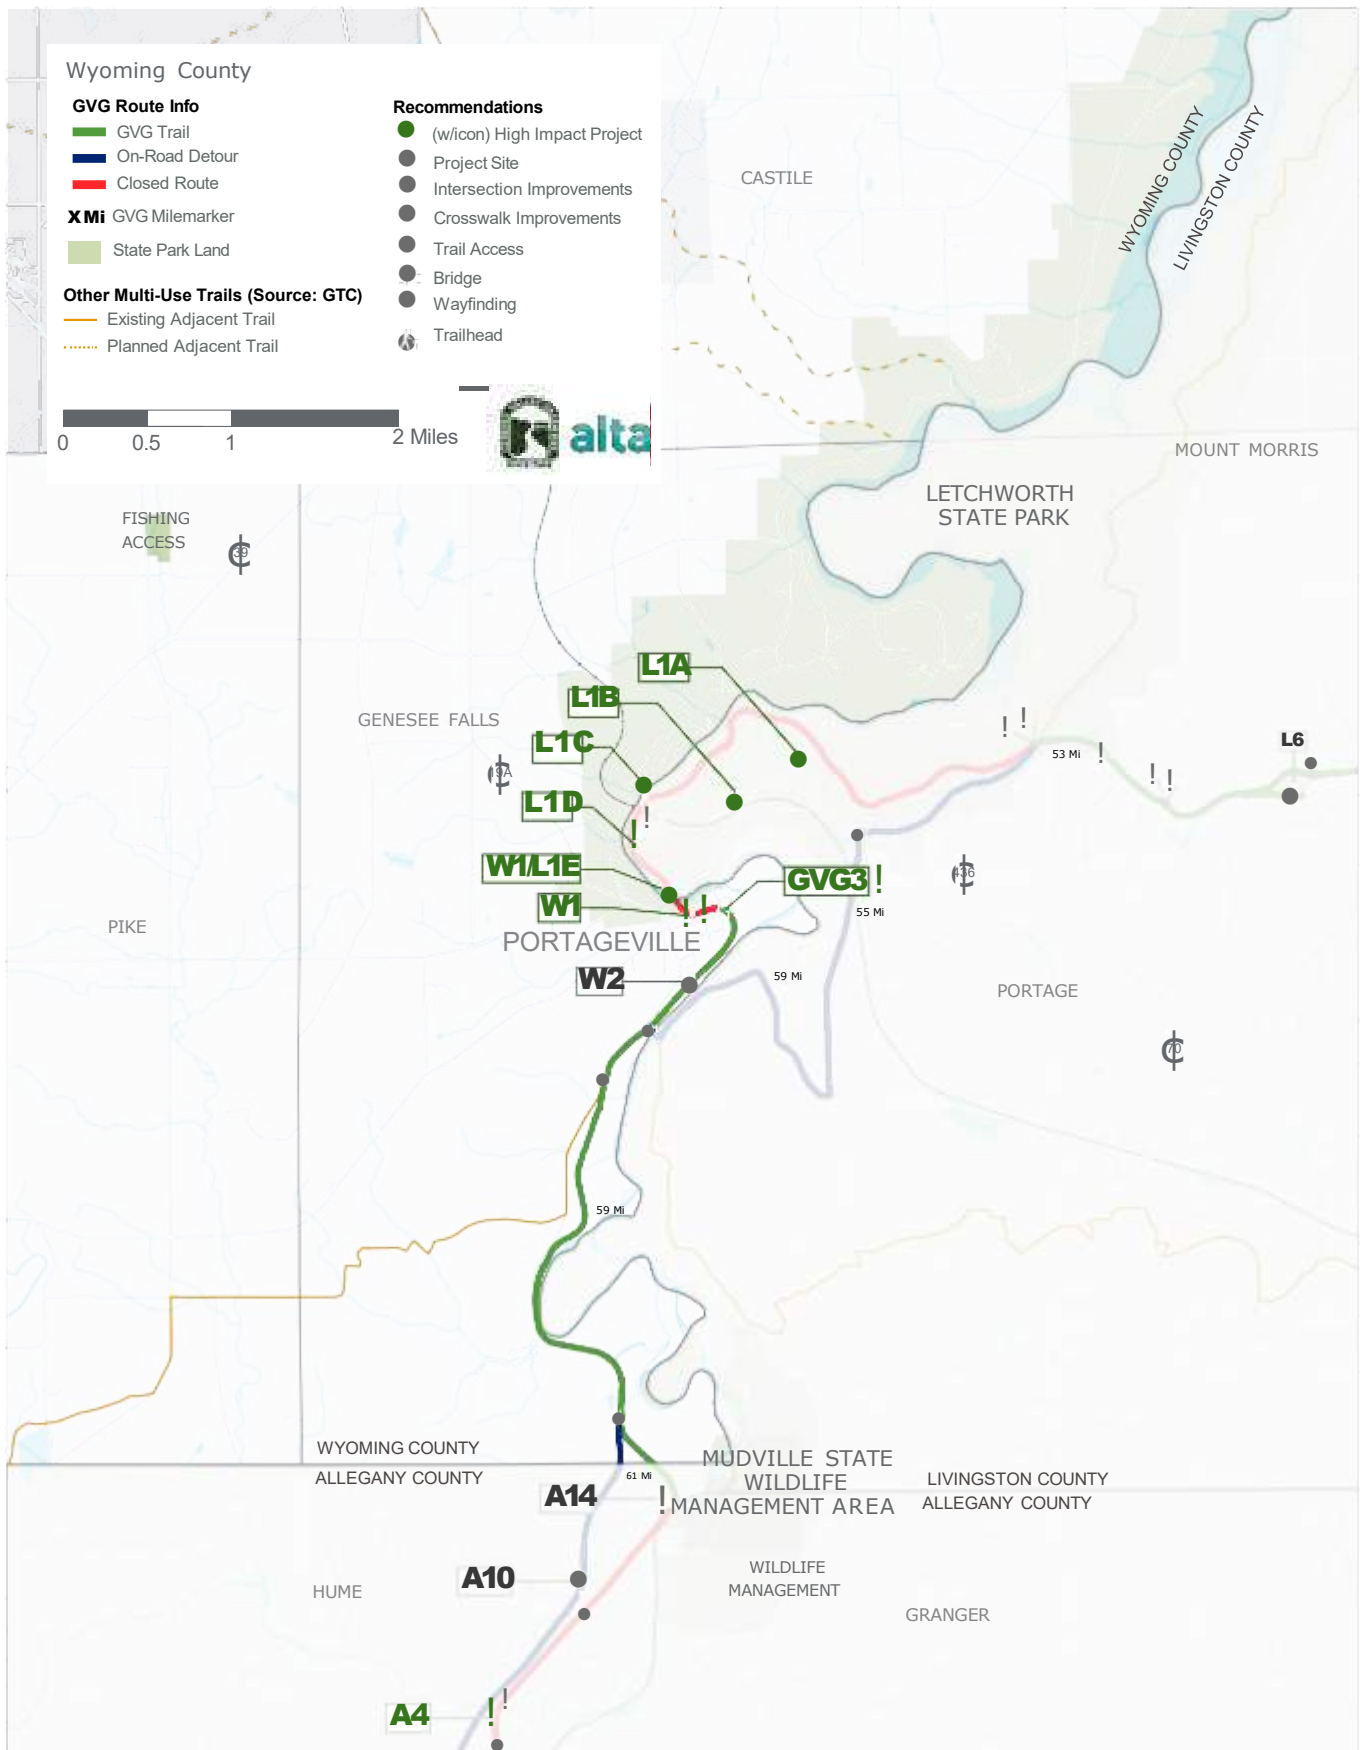 Wyoming County
GVG Route Info
GVG Trail
On-Road Detour
Closed Route
X Mi GVG Milemarker
State Park Land
Other Multi-Use Trails (Source: GTC)
Existing Adjacent Trail
Planned Adjacent Trail
Recommendations
(w/icon) High Impact Project
Project Site
Intersection Improvements
Crosswalk Improvements
Trail Access
Bridge
Wayfinding
Trailhead
0 0.5 1 2 Miles
alta
CASTILE
WYOMING COUNTY
LIVINGSTON COUNTY
MOUNT MORRIS
LETCHWORTH
STATE PARK
FISHING
ACCESS
39
L1A
L1B
GENESEE FALLS
L1C
19A
L1D
! !
53 Mi
!
! !
L6
!
!
W1/L1E
GVG3 !
436
W1
! !
55 Mi
PIKE
PORTAGEVILLE
W2
59 Mi
PORTAGE
70
59 Mi
WYOMING COUNTY
ALLEGANY COUNTY
61 Mi
MUDVILLE STATE
WILDLIFE
MANAGEMENT AREA
LIVINGSTON COUNTY
ALLEGANY COUNTY
A14
!
A10
WILDLIFE
MANAGEMENT
HUME
GRANGER
A4
! !